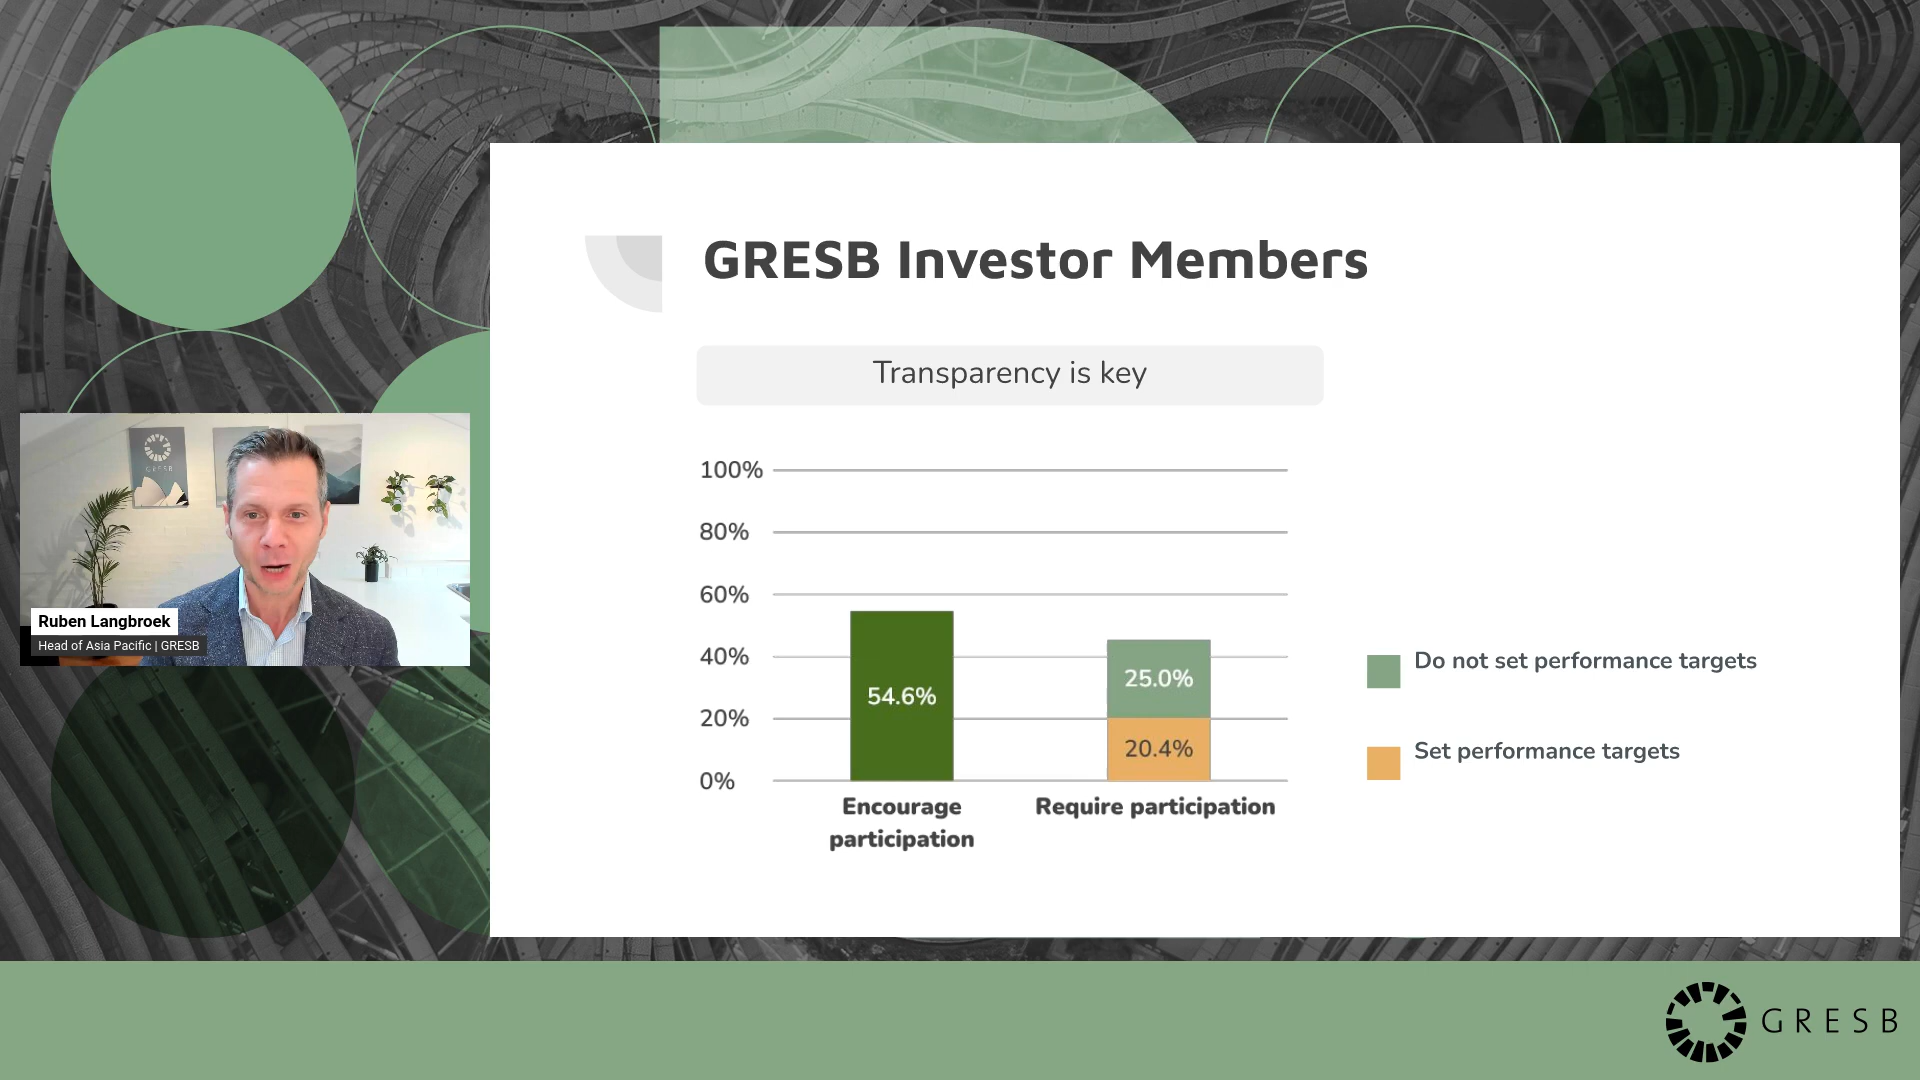 GRESB Investor Members
Transparency is key
100%
80%
60%
40%
20%
0%
54.6%
25.0%
20.4%
Encourage
participation
Require participation
Do not set performance targets
Set performance targets
GRESB
Ruben Langbroek
Head of Asia Pacific | GRESB
GRESB